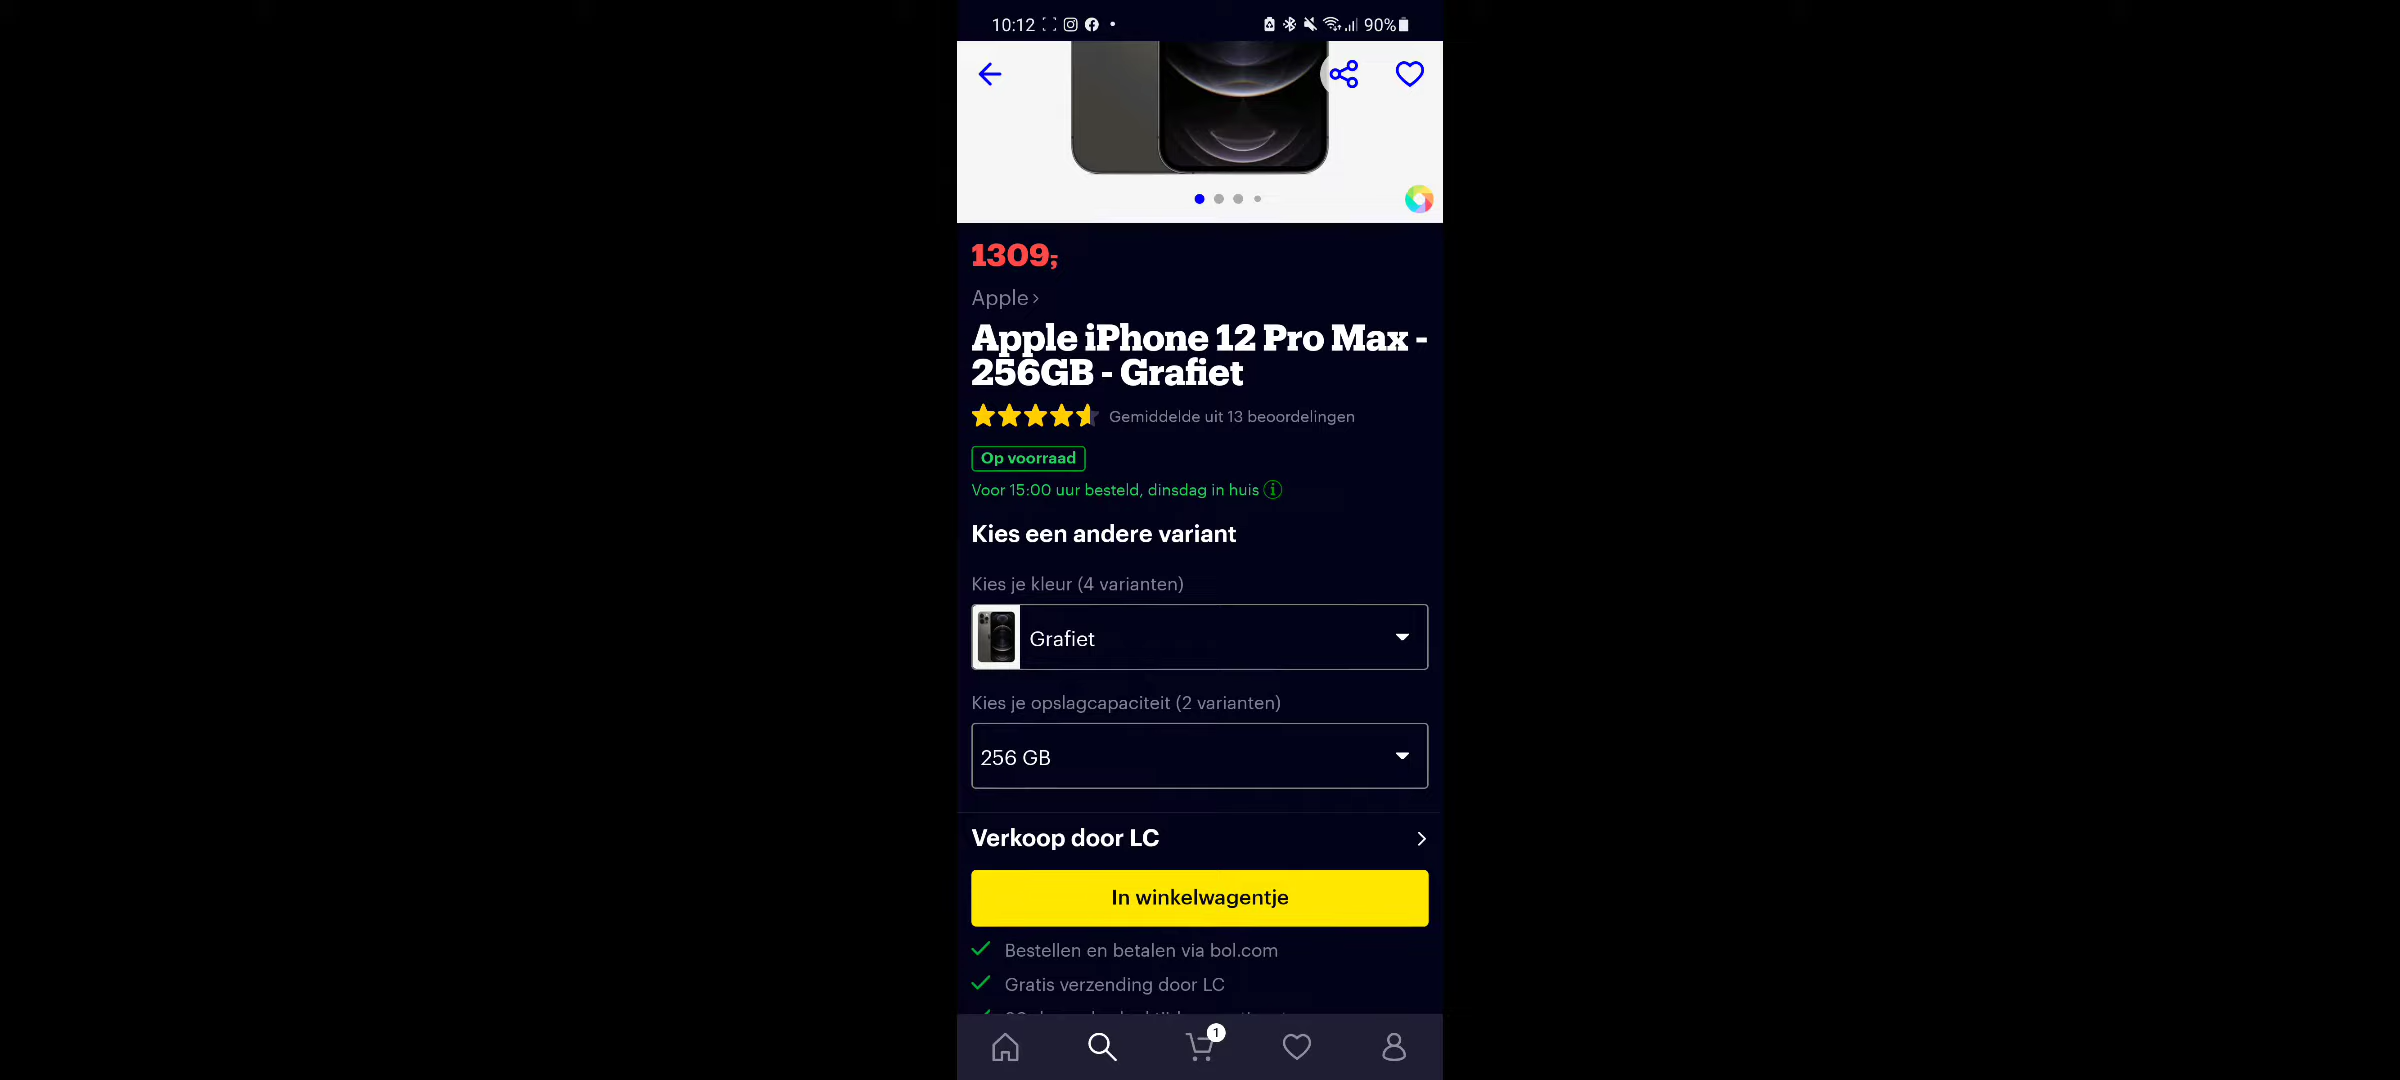 10:12
90%
1309,-
Apple
Apple iPhone 12 Pro Max -
256GB - Grafiet
Gemiddelde uit 13 beoordelingen
Op voorraad
Voor 15:00 uur besteld, dinsdag in huis
Kies een andere variant
Kies je kleur (4 varianten)
Grafiet
Kies je opslagcapaciteit (2 varianten)
256 GB
Verkoop door LC
In winkelwagentje
Bestellen en betalen via bol.com
Gratis verzending door LC
1